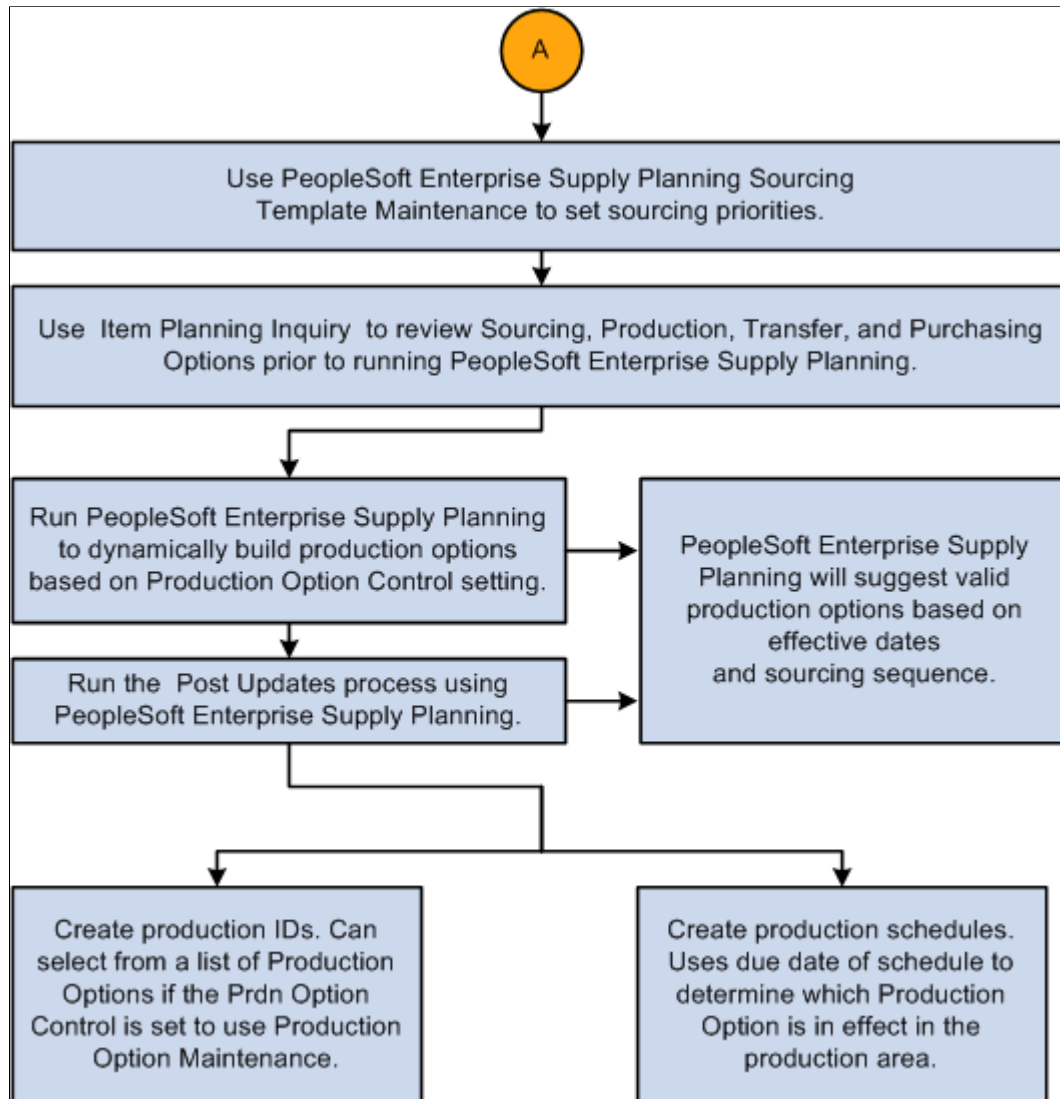 A
Use PeopleSoft Enterprise Supply Planning Sourcing
Template Maintenance to set sourcing priorities.
Use Item Planning Inquiry to review Sourcing, Production, Transfer, and Purchasing
Options prior to running PeopleSoft Enterprise Supply Planning.
Run PeopleSoft Enterprise Supply Planning
to dynamically build production options
based on Production Option Control setting.
PeopleSoft Enterprise Supply
Planning will suggest valid
production options based on
effective dates
and sourcing sequence.
Run the Post Updates process using
PeopleSoft Enterprise Supply Planning.
Create production IDs. Can
select from a list of Production
Options if the Prdn Option
Control is set to use Production
Option Maintenance.
Create production schedules.
Uses due date of schedule to
determine which Production
Option is in effect in the
production area.